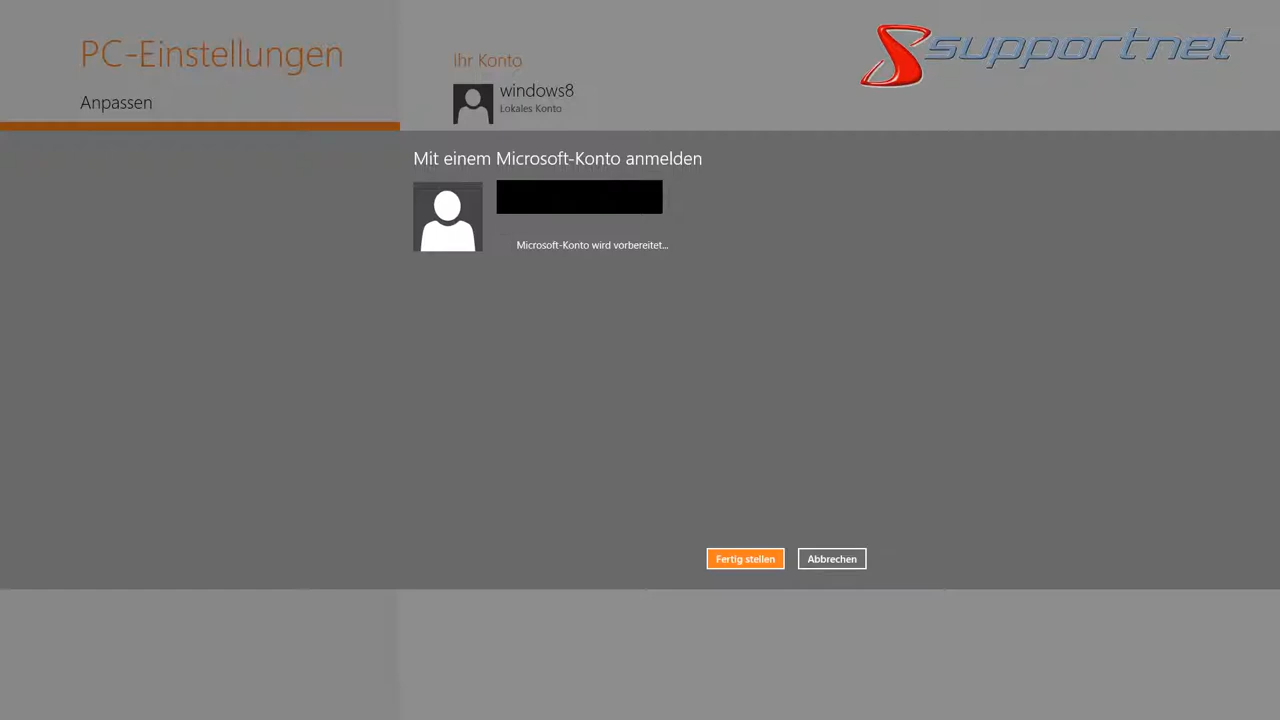 PC-Einstellungen
Anpassen
Ihr Konto
windows8
Lokales Konto
supportnet
Mit einem Microsoft-Konto anmelden
Microsoft-Konto wird vorbereitet...
Fertig stellen
Abbrechen